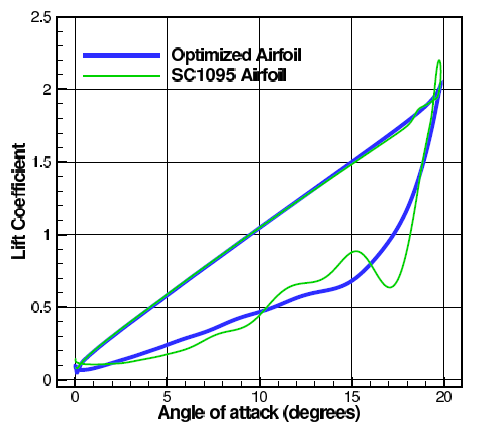 2.5
Optimized Airfoil
SC1095 Airfoil
2
1.5
1
0.5
0
Lift Coefficient
0 5 10 15 20
Angle of attack (degrees)